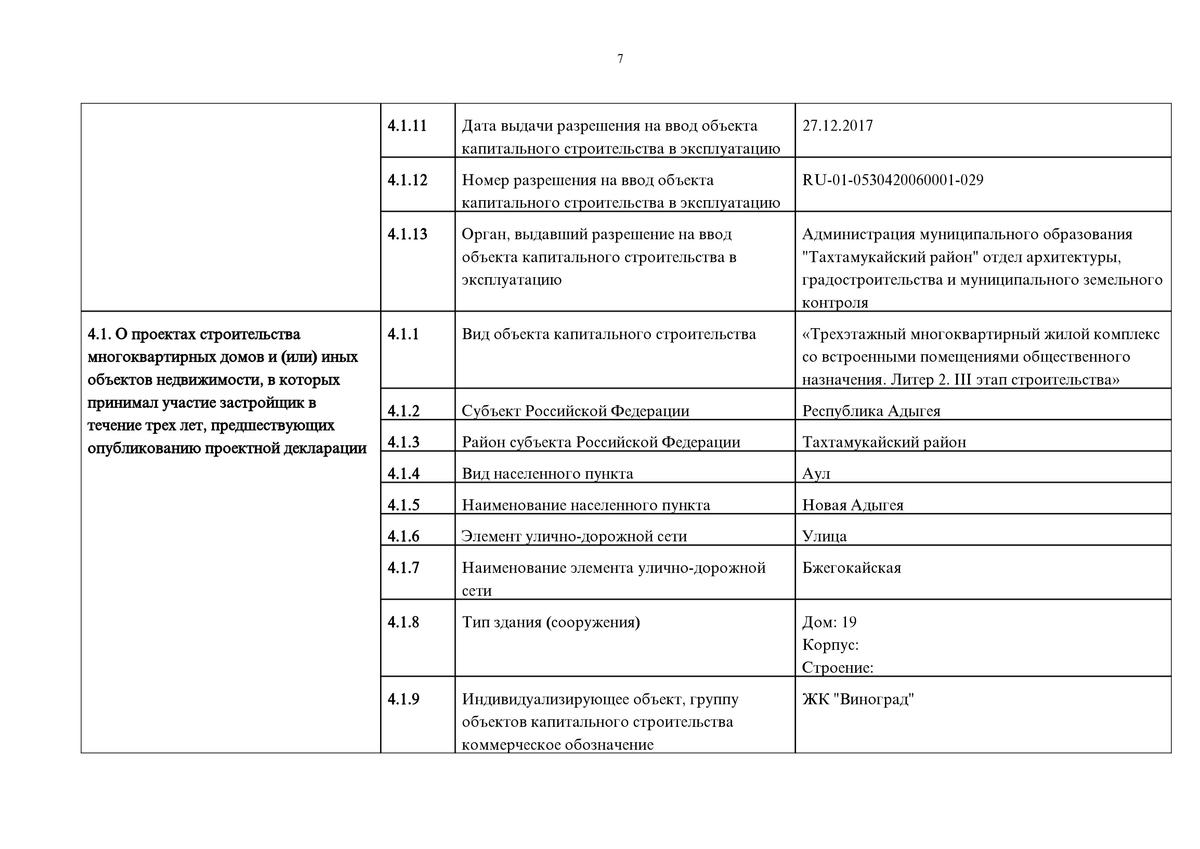 7
4.1.11
Дата выдачи разрешения на ввод объекта
капитального строительства в эксплуатацию
27.12.2017
4.1.12
Номер разрешения на ввод объекта
капитального строительства в эксплуатацию
RU-01-0530420060001-029
4.1.13
Орган, выдавший разрешение на ввод
объекта капитального строительства в
эксплуатацию
Администрация муниципального образования
"Тахтамукайский район" отдел архитектуры,
градостроительства и муниципального земельного
контроля
4.1. О проектах строительства
многоквартирных домов и (или) иных
объектов недвижимости, в которых
принимал участие застройщик в
течение трех лет, предшествующих
опубликованию проектной декларации
4.1.1
Вид объекта капитального строительства
«Трехэтажный многоквартирный жилой комплекс
со встроенными помещениями общественного
назначения. Литер 2. III этап строительства»
4.1.2
Субъект Российской Федерации
Республика Адыгея
4.1.3
Район субъекта Российской Федерации
Тахтамукайский район
4.1.4
Вид населенного пункта
Аул
4.1.5
Наименование населенного пункта
Новая Адыгея
4.1.6
Элемент улично-дорожной сети
Улица
4.1.7
Наименование элемента улично-дорожной
сети
Бжегокайская
4.1.8
Тип здания (сооружения)
Дом: 19
Корпус:
Строение:
4.1.9
Индивидуализирующее объект, группу
объектов капитального строительства
коммерческое обозначение
ЖК "Виноград"